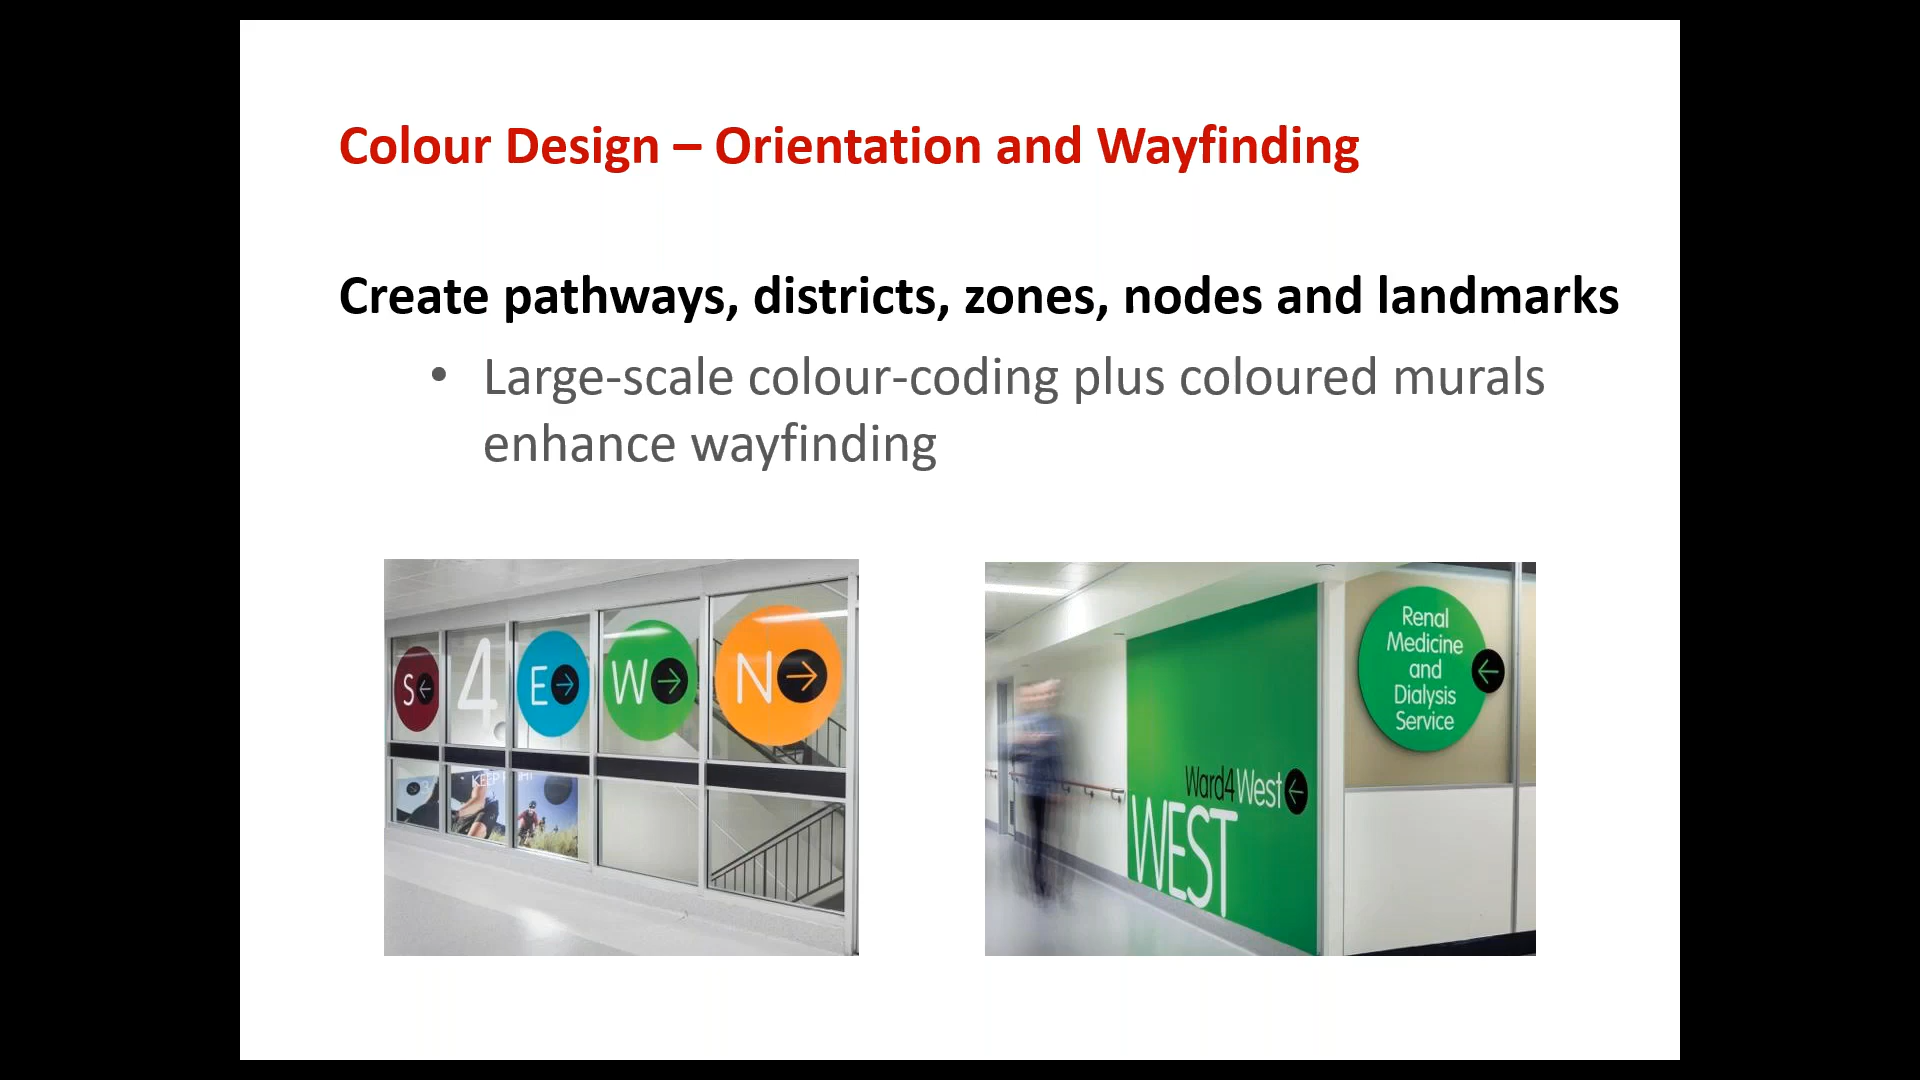 Colour Design – Orientation and Wayfinding
Create pathways, districts, zones, nodes and landmarks
• Large-scale colour-coding plus coloured murals
enhance wayfinding
S
4
E
W
N
KEEP
Ward4West
WEST
Renal
Medicine
and
Dialysis
Service